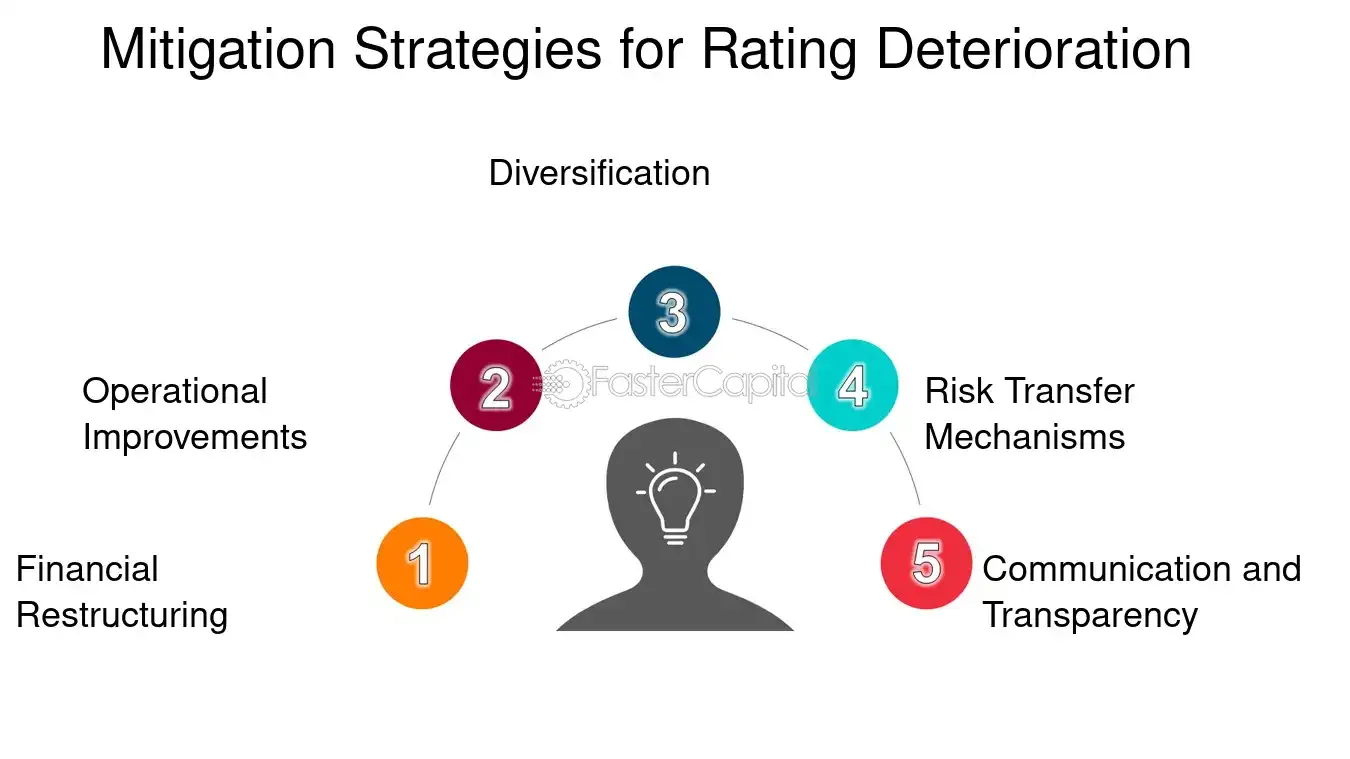 Mitigation Strategies for Rating Deterioration
Diversification
3
2
FasterCapital
4
Operational
Improvements
Risk Transfer
Mechanisms
1
5
Financial
Restructuring
Communication and
Transparency